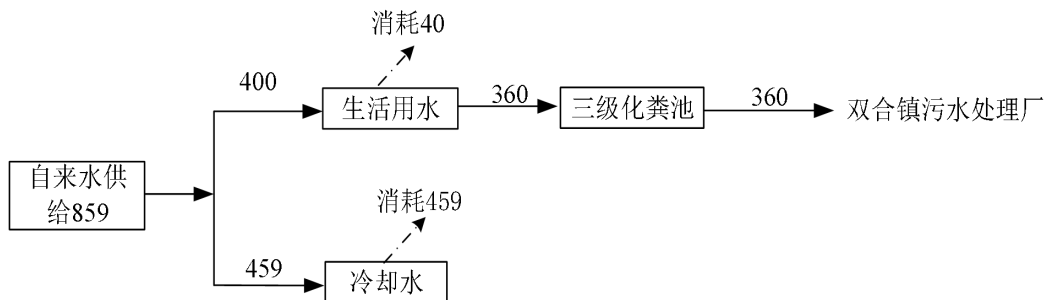 消耗40
400
生活用水
360
三级化粪池
360
双合镇污水处理厂
自来水供
给859
消耗459
459
冷却水